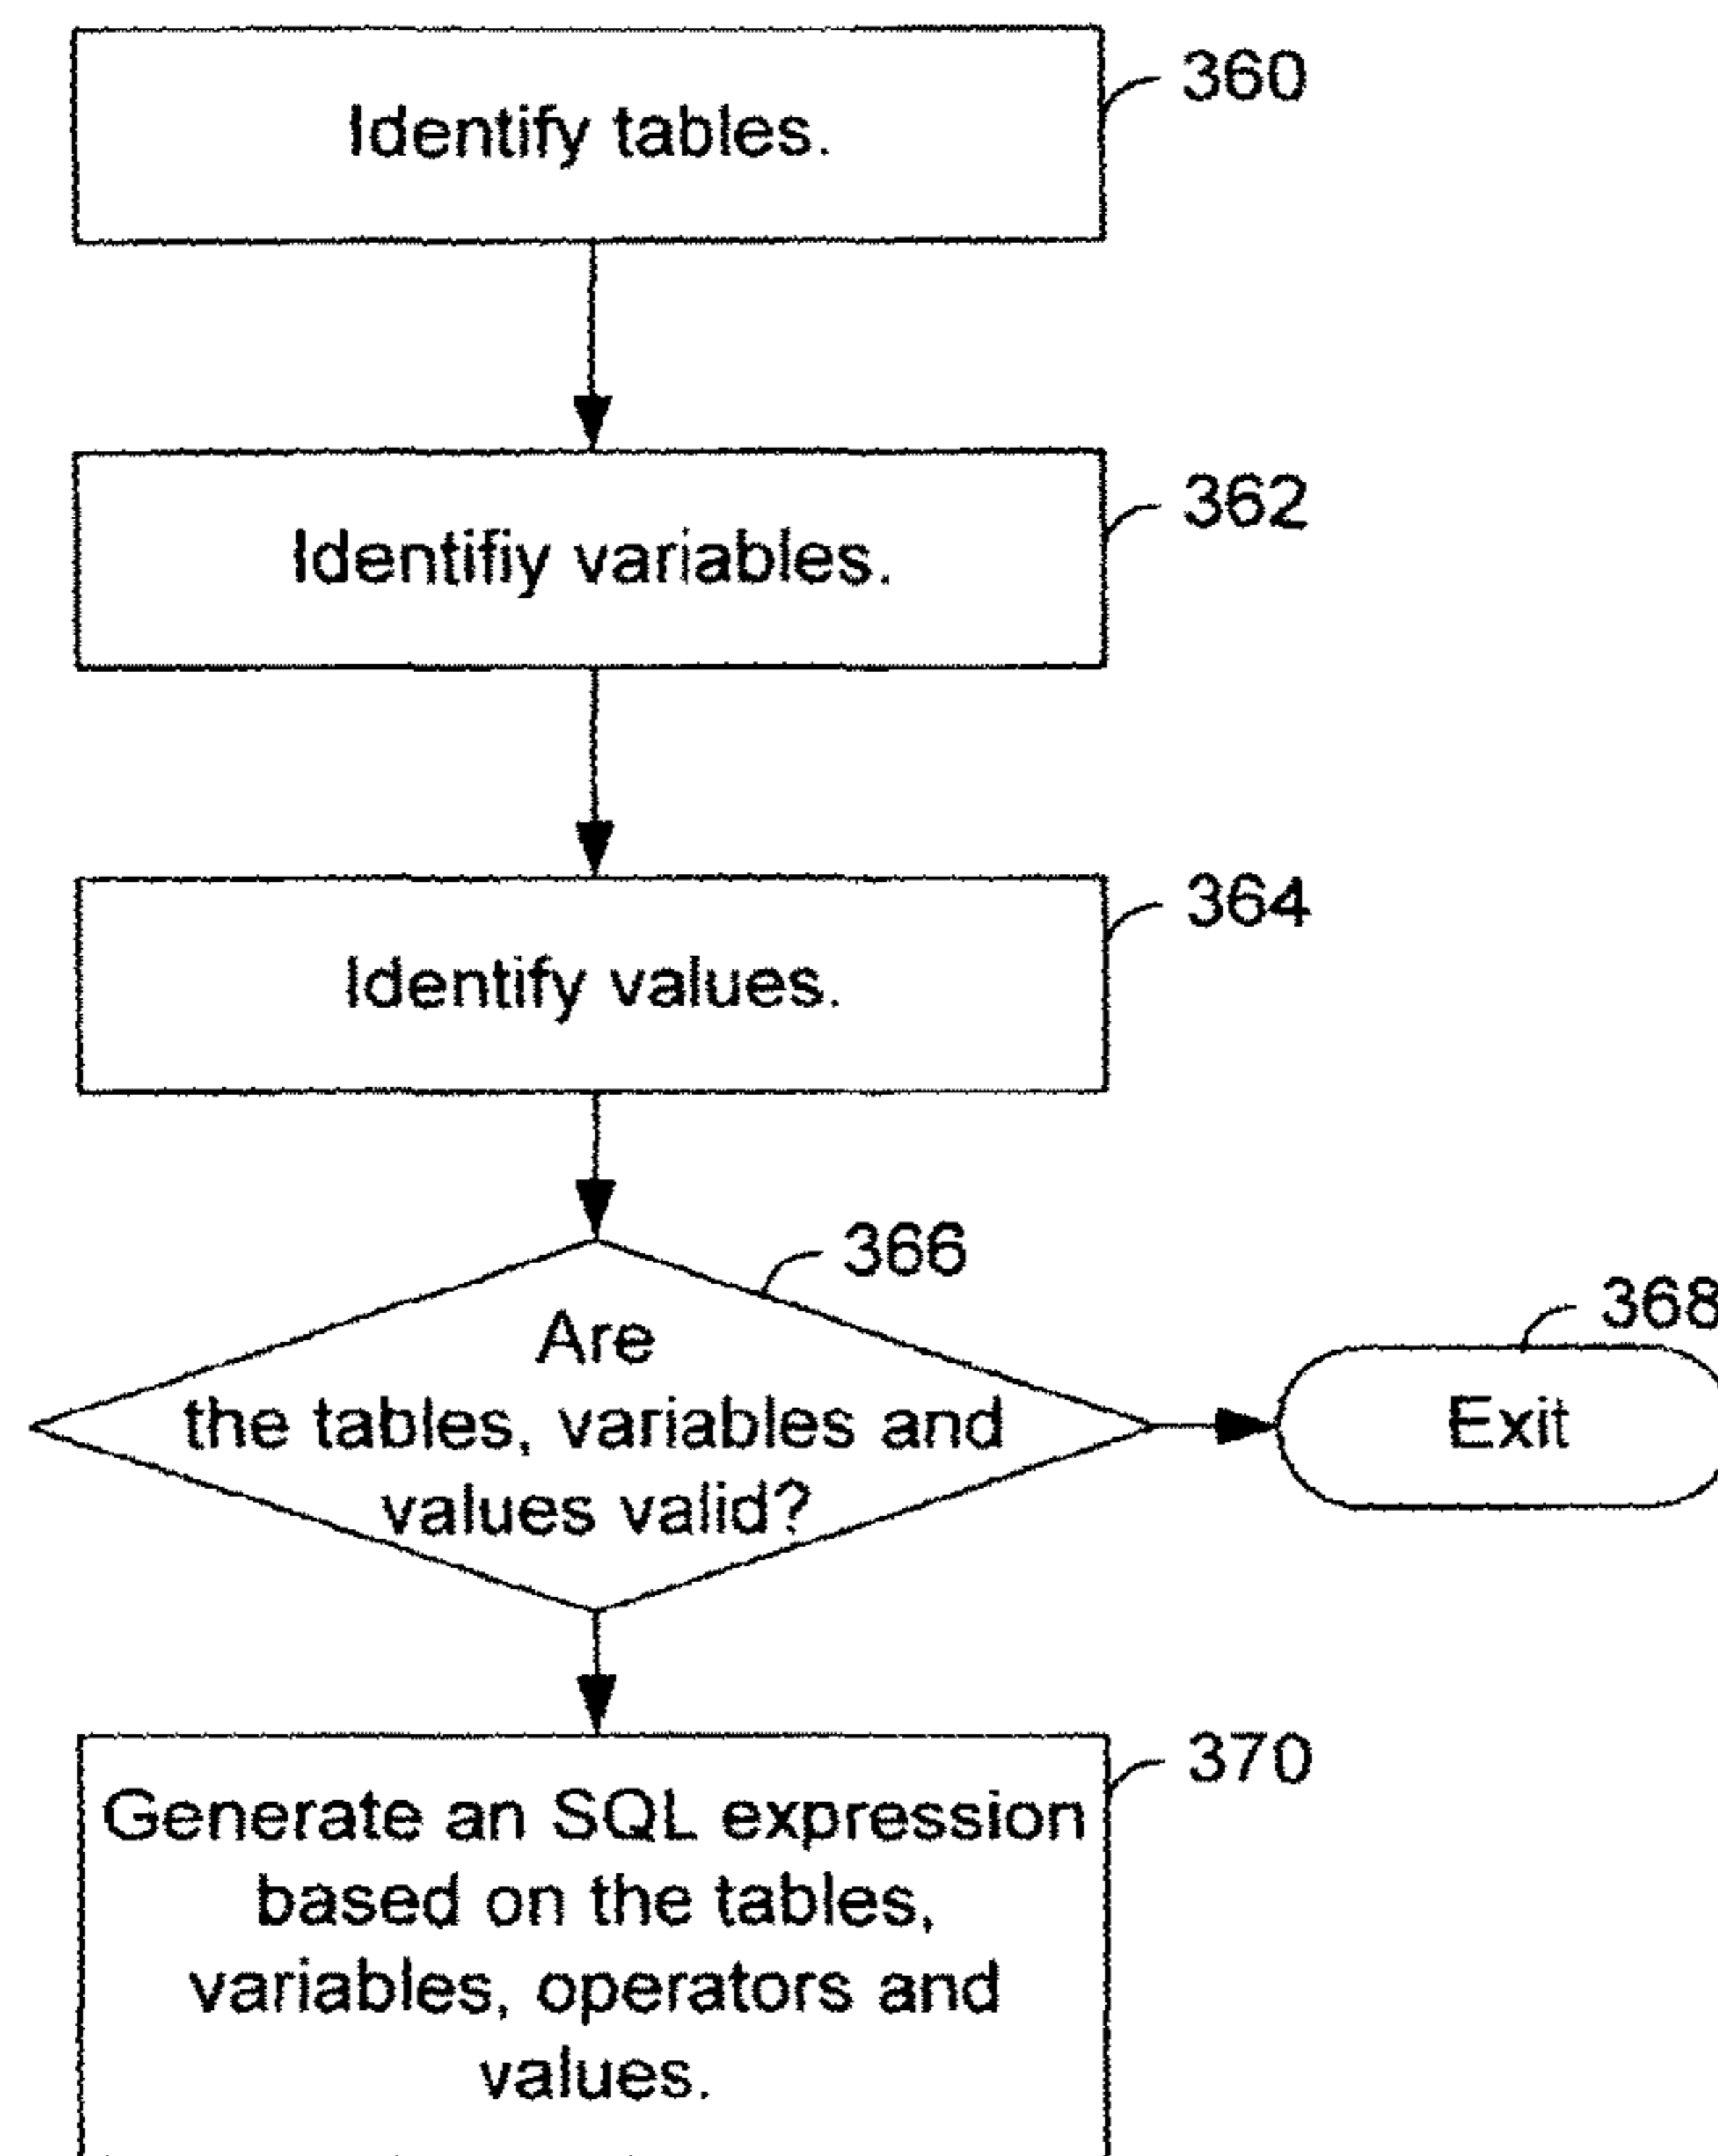 Identify tables.
360
Identifiy variables.
362
Identify values.
364
366
Are
the tables, variables and
values valid?
368
Exit
370
Generate an SQL expression
based on the tables,
variables, operators and
values.